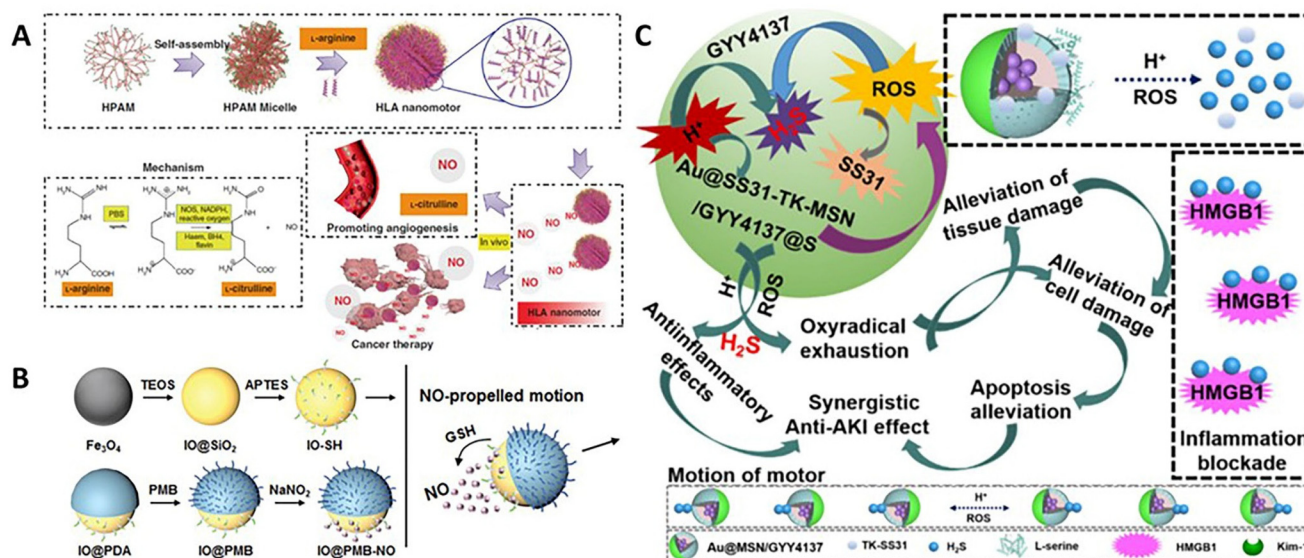 A
Self-assembly
L-arginine
HPAM
HPAM Micelle
HLA nanomotor
Mechanism
PBS
NOS, NADPH,
reactive oxygen
Haem, BH4,
flavin
+ NO
L-arginine
L-citrulline
NO
L-citrulline
Promoting angiogenesis
In vivo
NO
NO
NO
NO
NO
NO
HLA nanomotor
NO
NO
Cancer therapy
B
TEOS
APTES
Fe3O4
IO@SiO2
IO-SH
PMB
NaNO2
IO@PDA
IO@PMB
IO@PMB-NO
NO-propelled motion
GSH
NO
C
GYY4137
H+
H2S
ROS
SS31
Au@SS31-TK-MSN
/GYY4137@S
H+
ROS
H+
ROS
H2S
Antiinflammatory
effects
Oxyradical
exhaustion
Alleviation of
tissue damage
Alleviation of
cell damage
Apoptosis
alleviation
Synergistic
Anti-AKI effect
HMGB1
HMGB1
HMGB1
Inflammation
blockade
Motion of motor
H+
ROS
Au@MSN/GYY4137
TK-SS31
H2S
L-serine
HMGB1